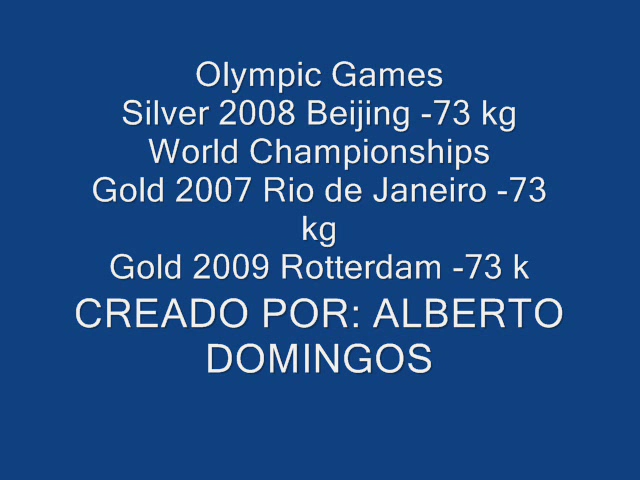 Olympic Games
Silver 2008 Beijing -73 kg
World Championships
Gold 2007 Rio de Janeiro -73
kg
Gold 2009 Rotterdam -73 k
CREADO POR: ALBERTO
DOMINGOS